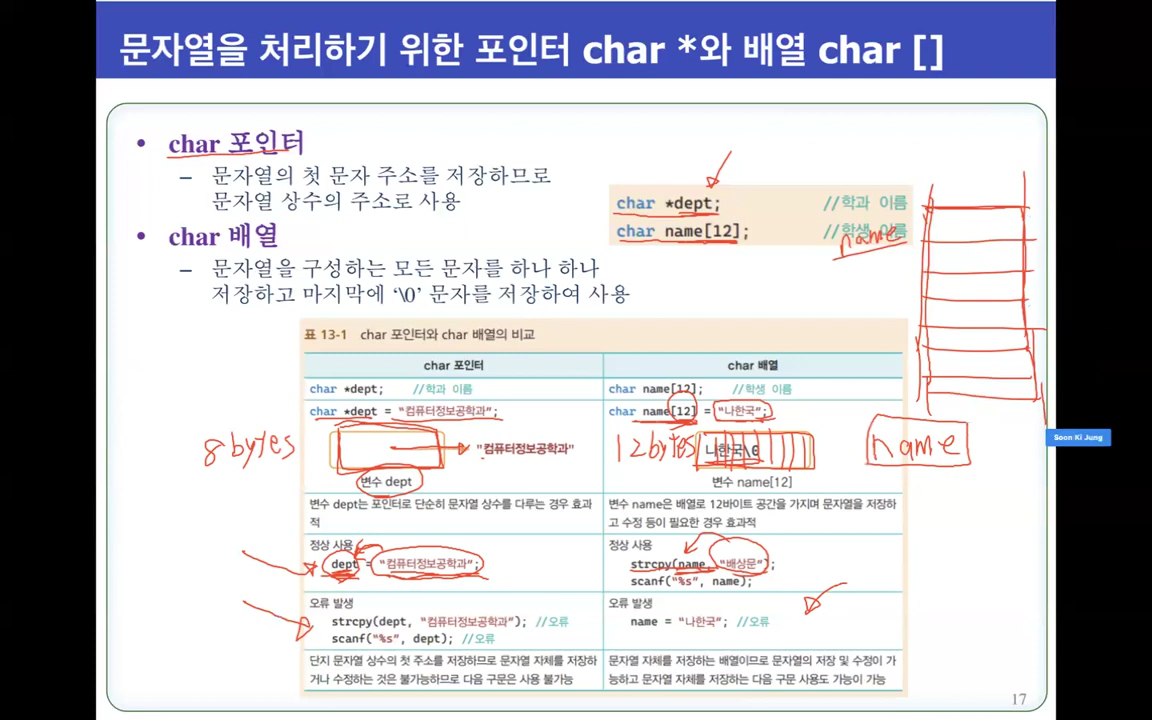 문자열을 처리하기 위한 포인터 char *와 배열 char []
• char 포인터
– 문자열의 첫 문자 주소를 저장하므로
문자열 상수의 주소로 사용
• char 배열
– 문자열을 구성하는 모든 문자를 하나 하나
저장하고 마지막에 ‘\0’ 문자를 저장하여 사용
char *dept; //학과 이름
char name[12]; //학생 이름
name
표 13-1 char 포인터와 char 배열의 비교
char 포인터 char 배열
char *dept; //학과 이름 char name[12]; //학생 이름
char *dept = "컴퓨터정보공학과"; char name[12] = "나한국";
8bytes "컴퓨터정보공학과" 12bytes 나한국\0 name
Soon Ki Jung
변수 dept 변수 name[12]
변수 dept는 포인터로 단순히 문자열 상수를 다루는 경우 효과
적
변수 name은 배열로 12바이트 공간을 가지며 문자열을 저장하
고 수정 등이 필요한 경우 효과적
정상 사용
dept = "컴퓨터정보공학과";
정상 사용
strcpy(name, "배상문");
scanf("%s", name);
오류 발생
strcpy(dept, "컴퓨터정보공학과"); //오류
scanf("%s", dept); //오류
오류 발생
name = "나한국"; //오류
단지 문자열 상수의 첫 주소를 저장하므로 문자열 자체를 저장하
거나 수정하는 것은 불가능하므로 다음 구문은 사용 불가능
문자열 자체를 저장하는 배열이므로 문자열의 저장 및 수정이 가
능하고 문자열 자체를 저장하는 다음 구문 사용도 가능이 가능
17